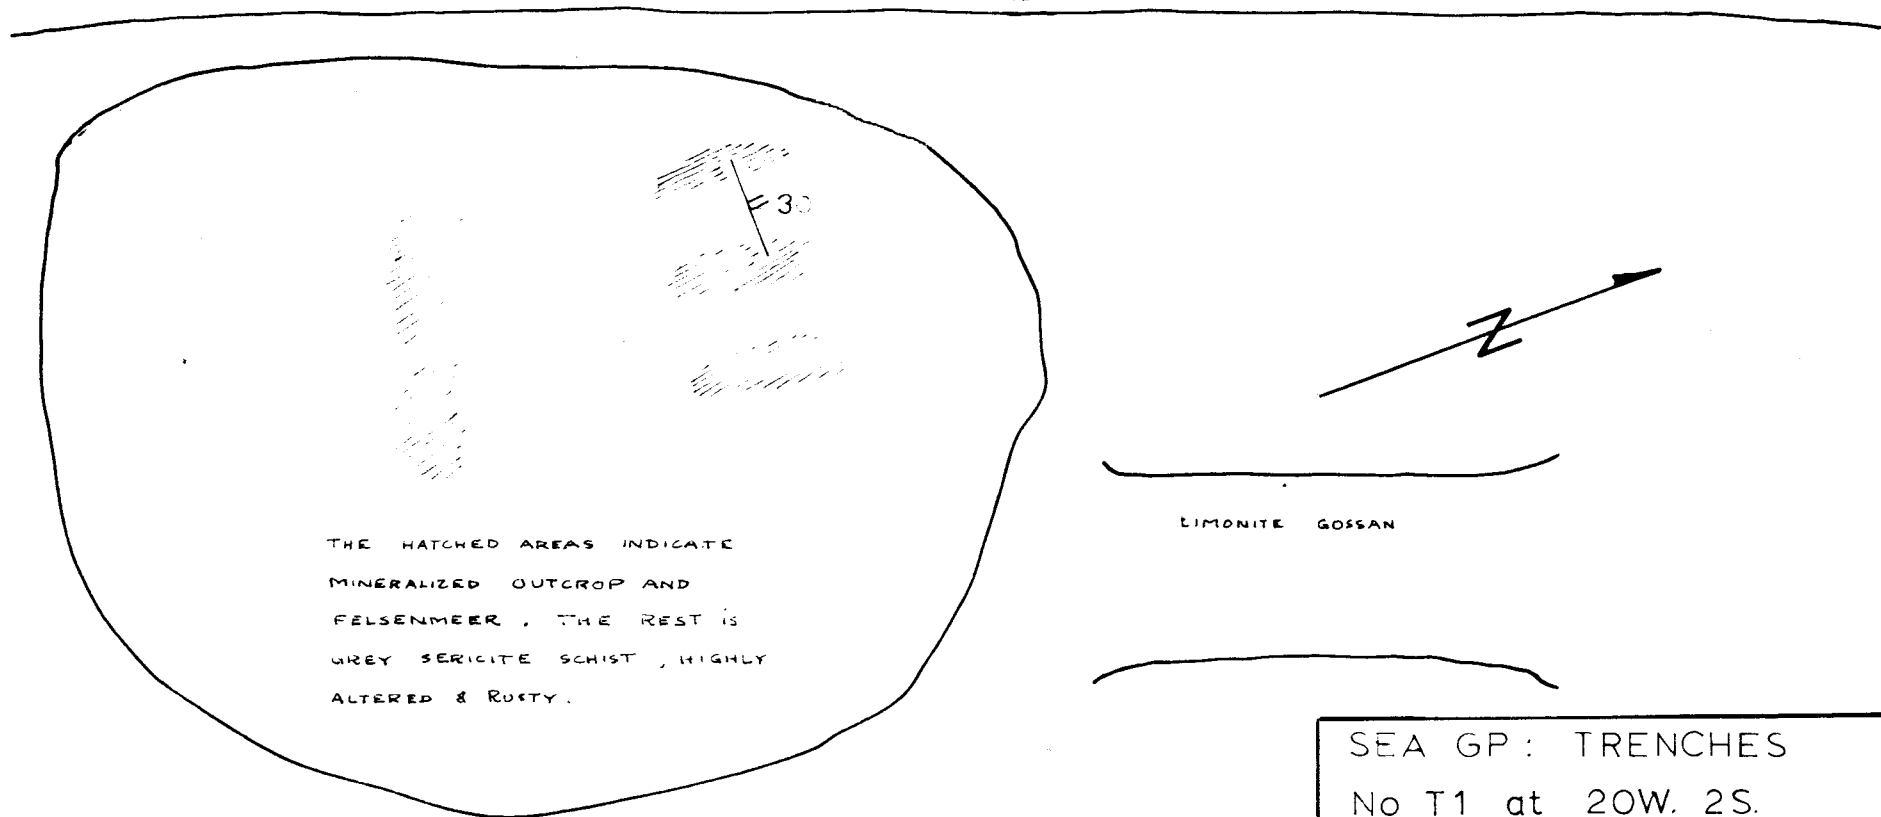 30
Z
THE HATCHED AREAS INDICATE
MINERALIZED OUTCROP AND
FELSENMEER. THE REST is
GREY SERICITE SCHIST, HIGHLY
ALTERED & RUSTY.
LIMONITE GOSSAN
SEA GP: TRENCHES
No T1 at 20W. 2S.